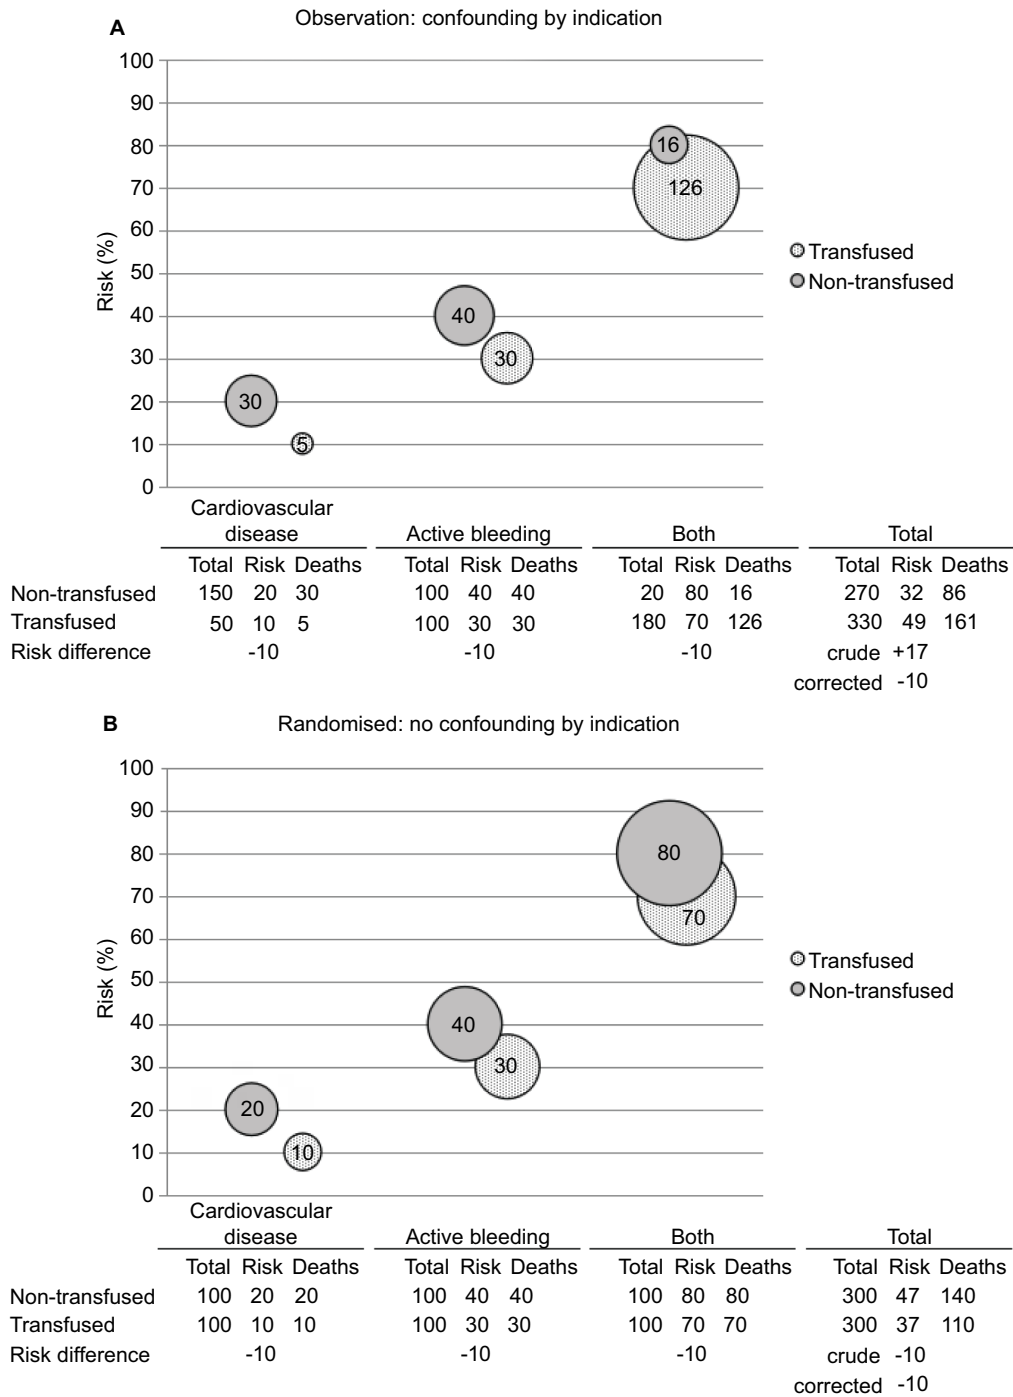 A
Observation: confounding by indication
100
90
80
70
60
50
40
30
20
10
0
Risk (%)
16
126
40
30
30
5
Transfused
Non-transfused
Cardiovascular
disease Active bleeding Both Total
Total Risk Deaths Total Risk Deaths Total Risk Deaths Total Risk Deaths
Non-transfused 150 20 30 100 40 40 20 80 16 270 32 86
Transfused 50 10 5 100 30 30 180 70 126 330 49 161
Risk difference -10 -10 -10 crude +17
corrected -10
B
Randomised: no confounding by indication
100
90
80
70
60
50
40
30
20
10
0
Risk (%)
80
70
40
30
20
10
Transfused
Non-transfused
Cardiovascular
disease Active bleeding Both Total
Total Risk Deaths Total Risk Deaths Total Risk Deaths Total Risk Deaths
Non-transfused 100 20 20 100 40 40 100 80 80 300 47 140
Transfused 100 10 10 100 30 30 100 70 70 300 37 110
Risk difference -10 -10 -10 crude -10
corrected -10